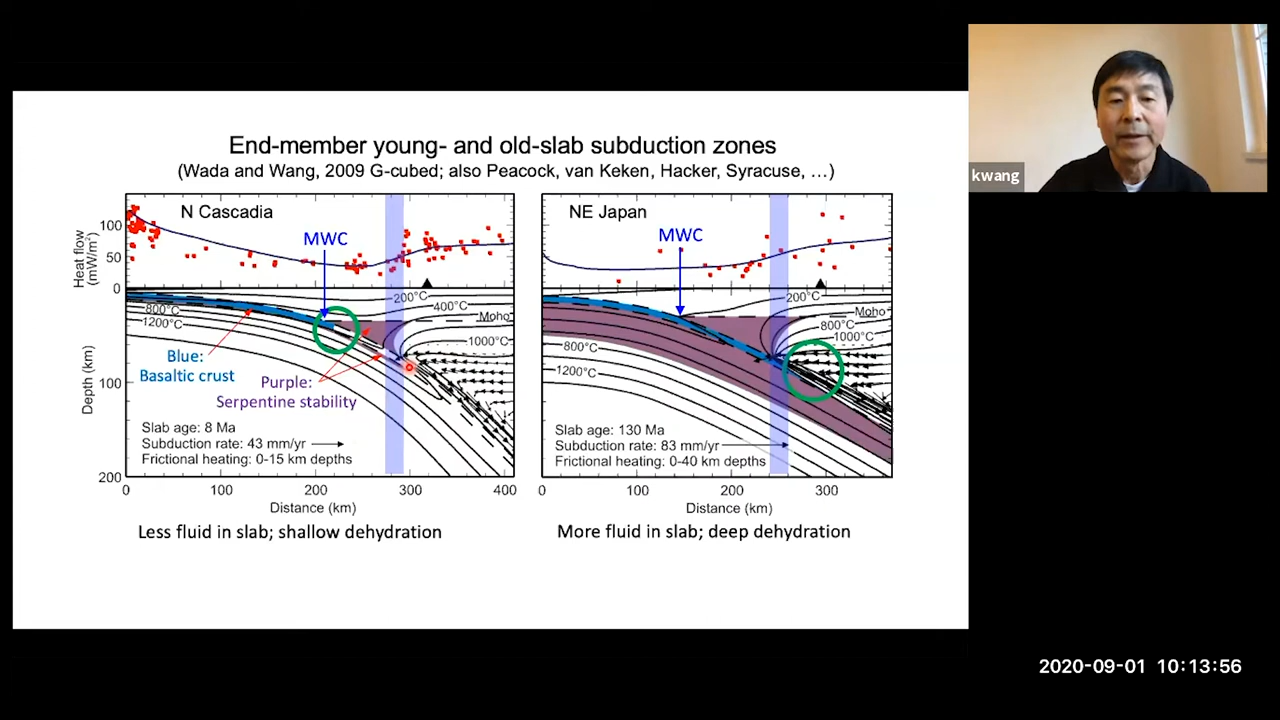 End-member young- and old-slab subduction zones
(Wada and Wang, 2009 G-cubed; also Peacock, van Keken, Hacker, Syracuse, …)
kwang
N Cascadia
MWC
Heat flow
(mW/m²)
100
50
0
200°C
400°C
800°C
1200°C
Moho
1000°C
Blue:
Basaltic crust
Purple:
Serpentine stability
Depth (km)
100
200
Slab age: 8 Ma
Subduction rate: 43 mm/yr
Frictional heating: 0-15 km depths
0
100
200
300
400
Distance (km)
Less fluid in slab; shallow dehydration
NE Japan
MWC
200°C
Moho
800°C
1000°C
800°C
1200°C
Slab age: 130 Ma
Subduction rate: 83 mm/yr
Frictional heating: 0-40 km depths
0
100
200
300
Distance (km)
More fluid in slab; deep dehydration
2020-09-01 10:13:56